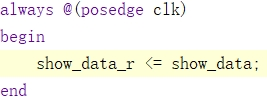 always @(posedge clk)
begin
    show_data_r <= show_data;
end